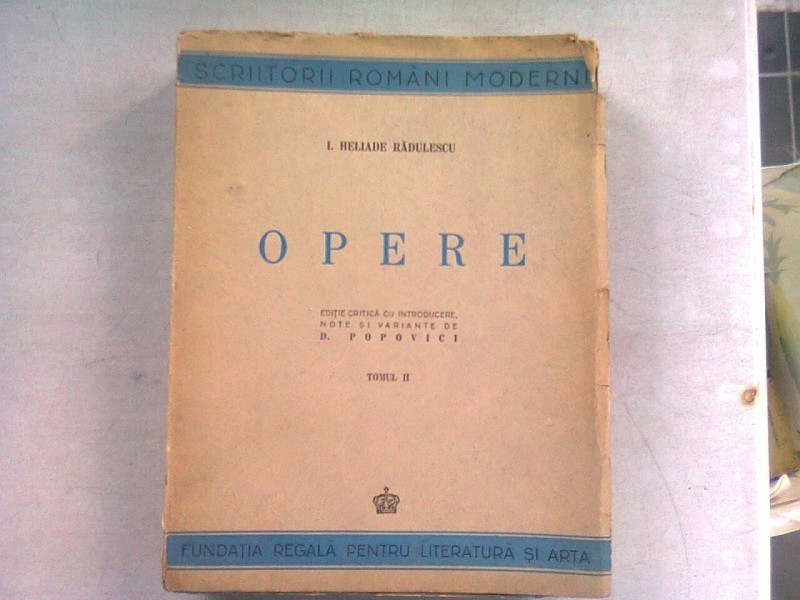 SCRIITORII ROMÂNI MODERNI
I. HELIADE RĂDULESCU
OPERE
EDIȚIE CRITICĂ CU INTRODUCERE,
NOTE ȘI VARIANTE DE
D. POPOVICI
TOMUL II
FUNDAȚIA REGALĂ PENTRU LITERATURĂ ȘI ARTA